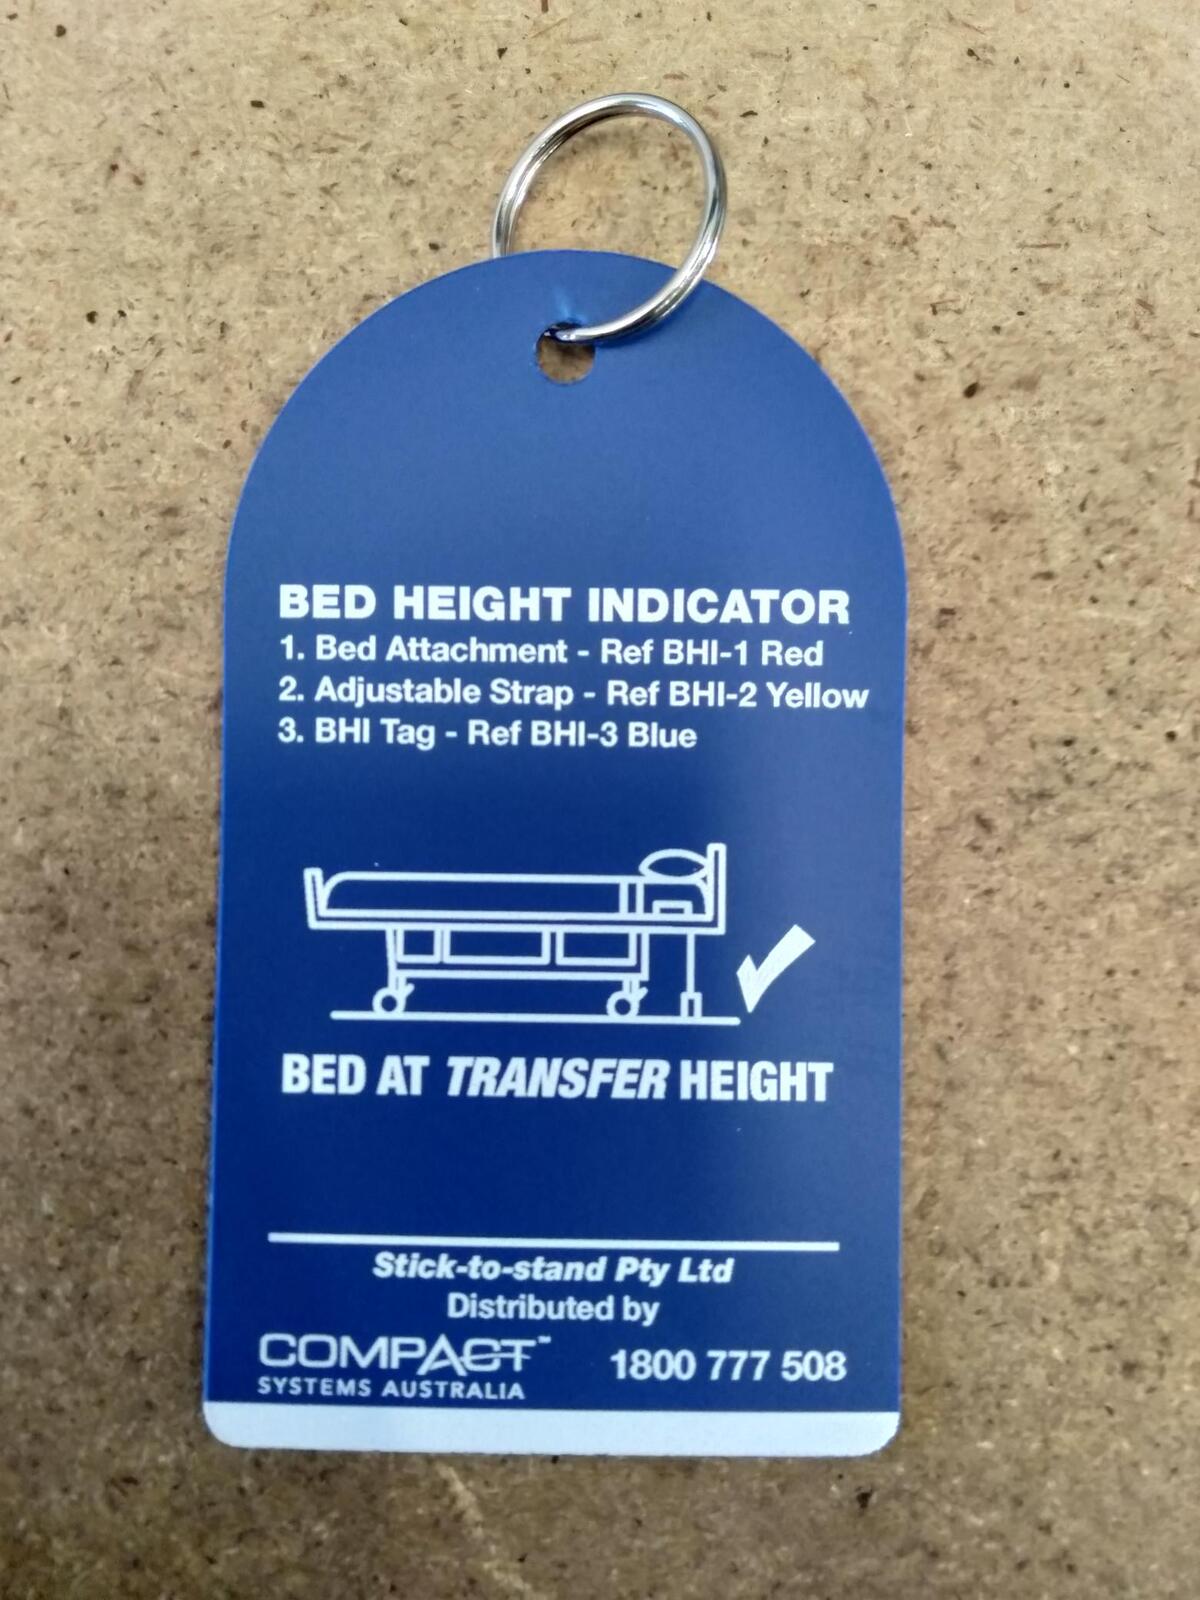 BED HEIGHT INDICATOR
1. Bed Attachment - Ref BHI-1 Red
2. Adjustable Strap - Ref BHI-2 Yellow
3. BHI Tag - Ref BHI-3 Blue
BED AT TRANSFER HEIGHT
Stick-to-stand Pty Ltd
Distributed by
COMPACT™
SYSTEMS AUSTRALIA
1800 777 508